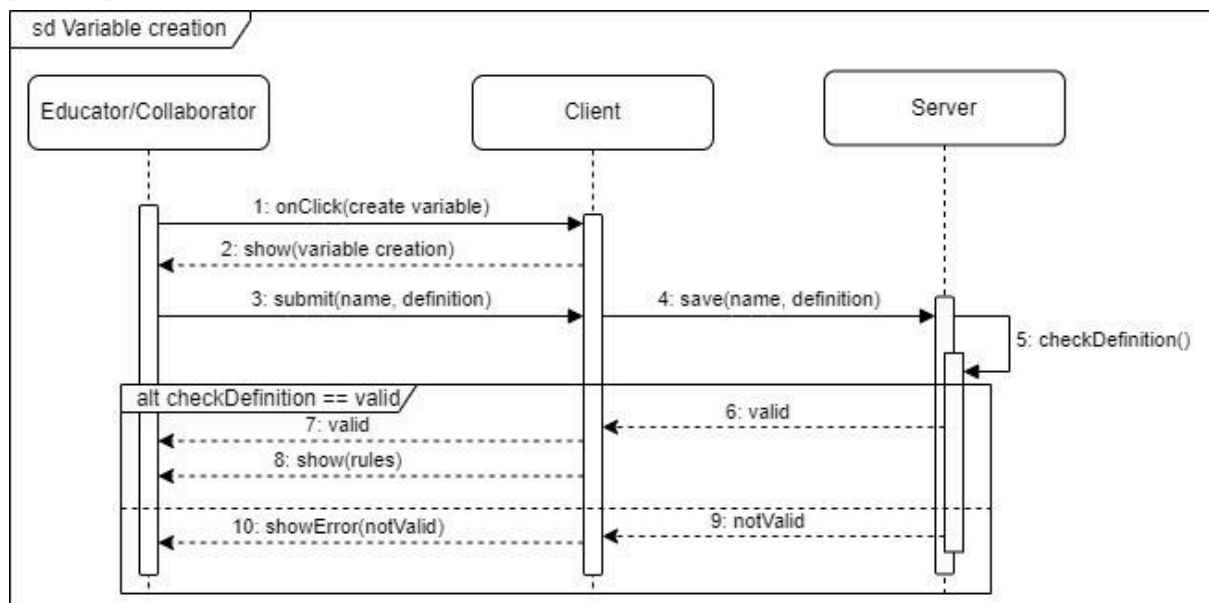 sd Variable creation
Educator/Collaborator
Client
Server
1: onClick(create variable)
2: show(variable creation)
3: submit(name, definition)
4: save(name, definition)
5: checkDefinition()
alt checkDefinition == valid
6: valid
7: valid
8: show(rules)
9: notValid
10: showError(notValid)